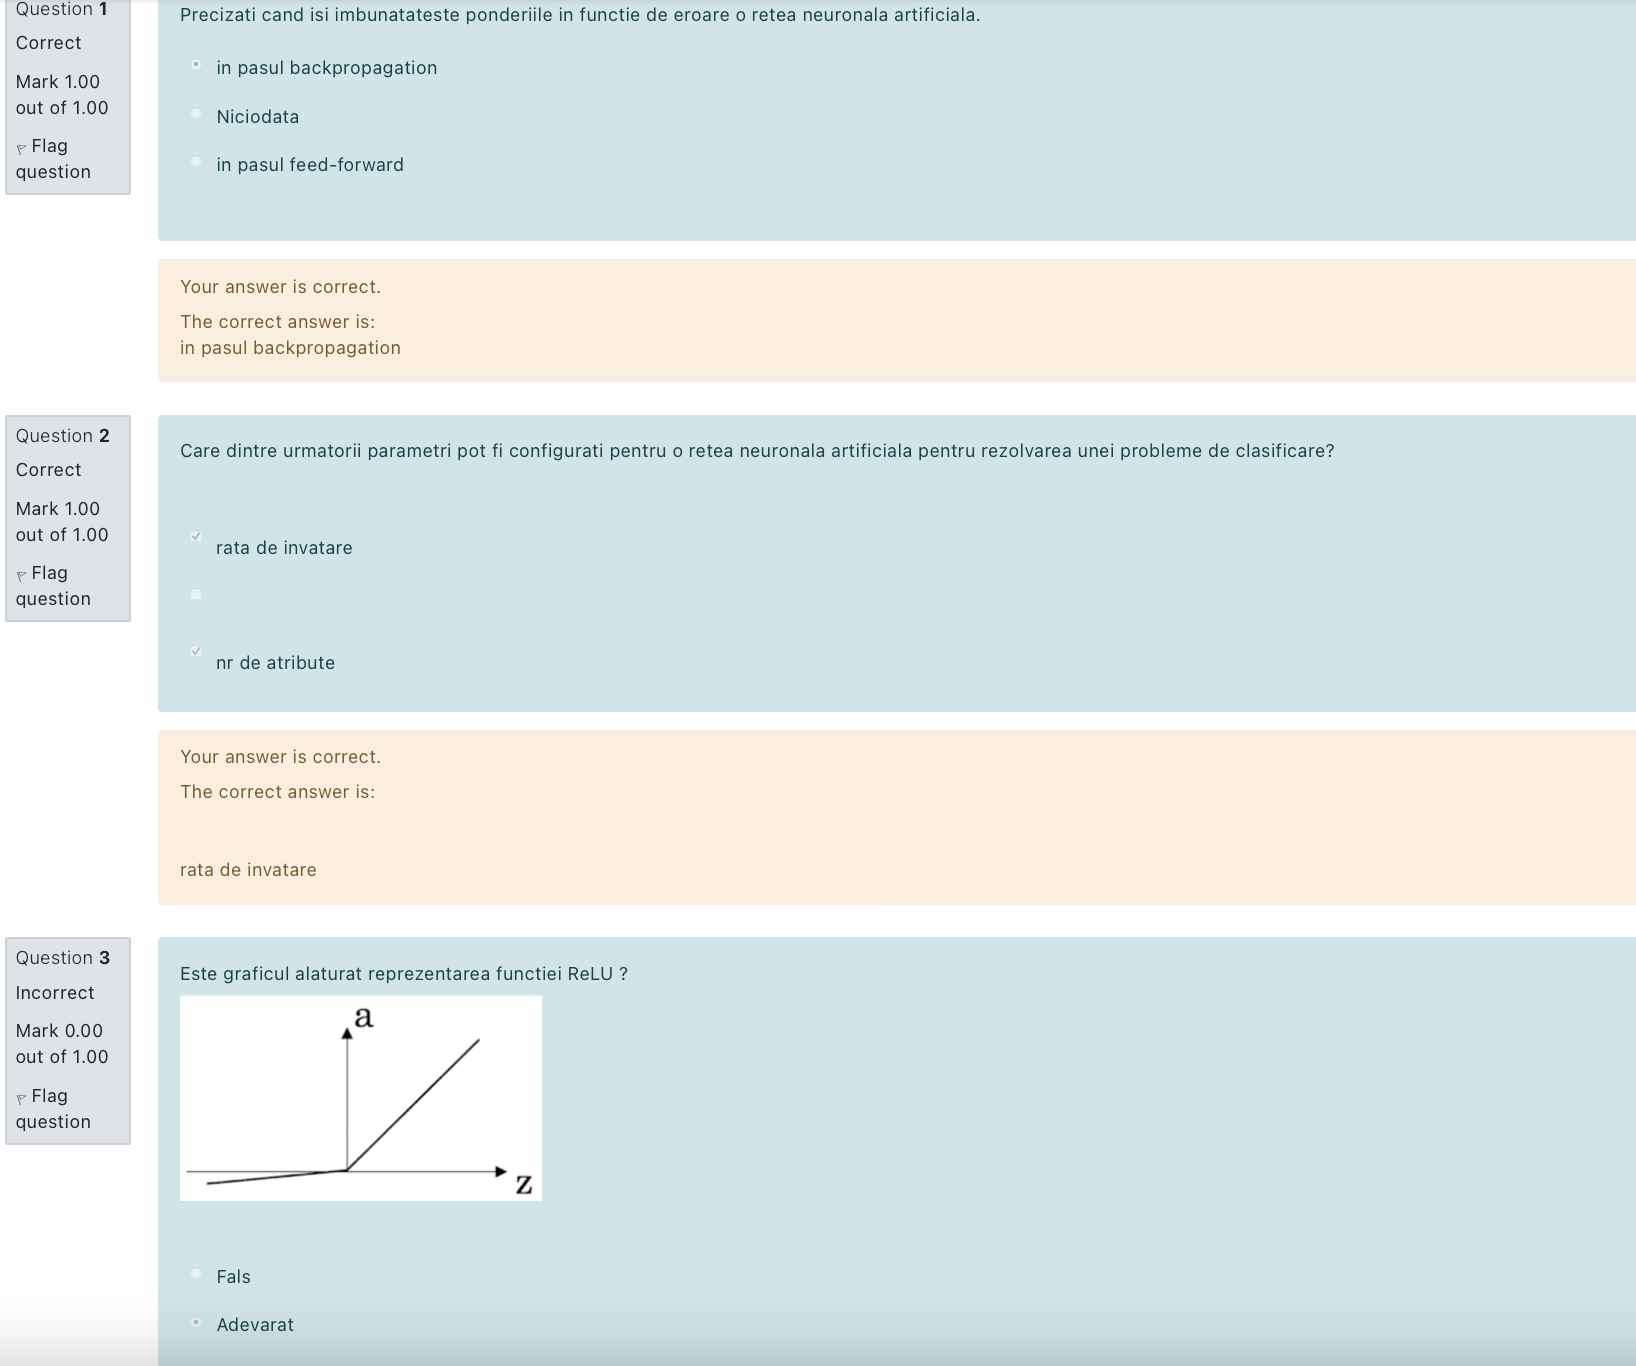 Question 1
Correct
Mark 1.00
out of 1.00
Flag
question
Precizati cand isi imbunatateste ponderiile in functie de eroare o retea neuronala artificiala.
in pasul backpropagation
Niciodata
in pasul feed-forward
Your answer is correct.
The correct answer is:
in pasul backpropagation
Question 2
Correct
Mark 1.00
out of 1.00
Flag
question
Care dintre urmatorii parametri pot fi configurati pentru o retea neuronala artificiala pentru rezolvarea unei probleme de clasificare?
rata de invatare
nr de atribute
Your answer is correct.
The correct answer is:
rata de invatare
Question 3
Incorrect
Mark 0.00
out of 1.00
Flag
question
Este graficul alaturat reprezentarea functiei ReLU ?
a
z
Fals
Adevarat